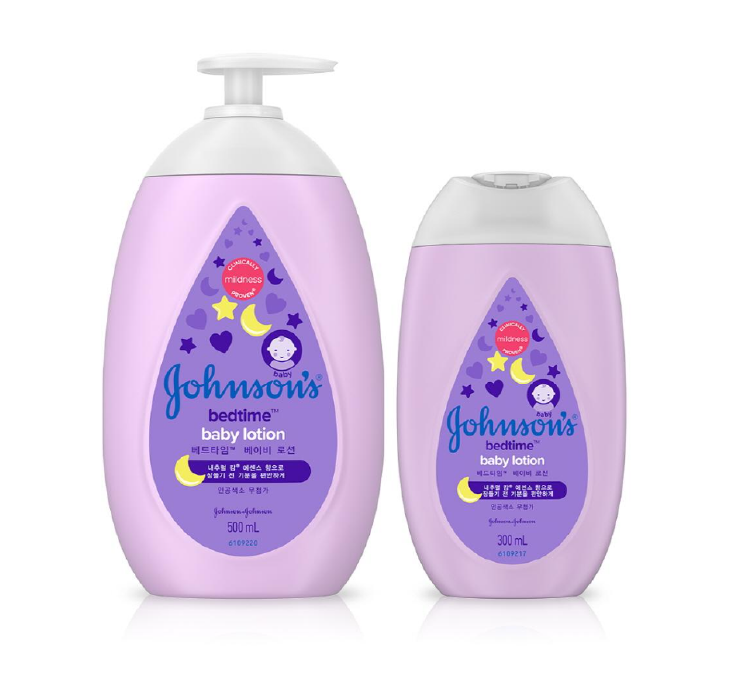 CLINICALLY
mildness
PROVEN®
baby
Johnson's®
bedtime™
baby lotion
베드타임™ 베이비 로션
내추럴 캄® 에센스 향으로
잠들기 전 기분을 편안하게
인공색소 무첨가
Johnson & Johnson
500 mL
6109220
CLINICALLY
mildness
PROVEN®
baby
Johnson's®
bedtime™
baby lotion
베드타임™ 베이비 로션
내추럴 캄® 에센스 향으로
잠들기 전 기분을 편안하게
인공색소 무첨가
Johnson & Johnson
300 mL
6109217